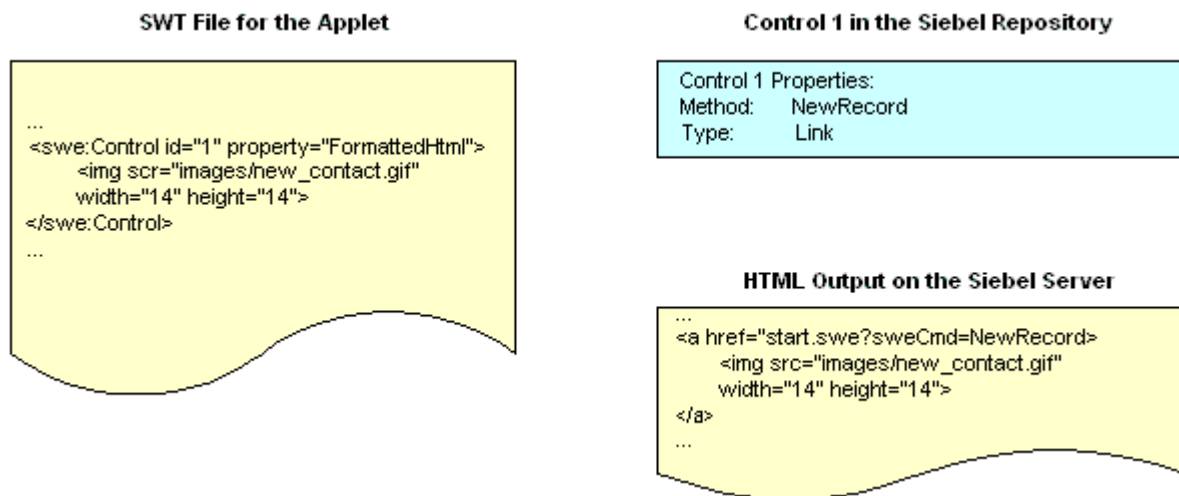 SWT File for the Applet
...
<swe:Control id="1" property="FormattedHtml">
<img scr="images/new_contact.gif"
width="14" height="14">
</swe:Control>
...
Control 1 in the Siebel Repository
Control 1 Properties:
Method: NewRecord
Type: Link
HTML Output on the Siebel Server
...
<a href="start.swe?sweCmd=NewRecord>
<img src="images/new_contact.gif"
width="14" height="14">
</a>
...